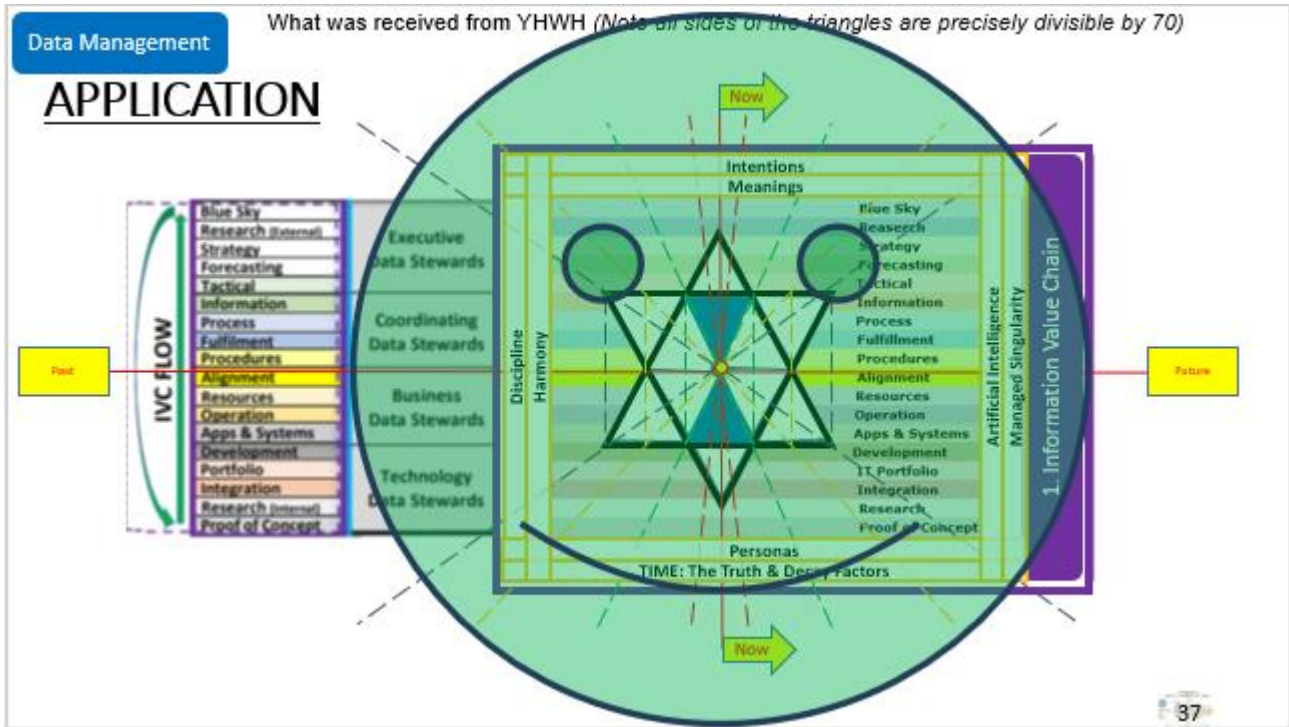 What was received from YHWH (Note all sides of the triangles are precisely divisible by 70)
Data Management
APPLICATION
Now
Intentions
Meanings
Blue Sky
Research (External)
Strategy
Forecasting
Tactical
Information
Process
Fulfilment
Procedures
Alignment
Resources
Operation
Apps & Systems
Development
Portfolio
Integration
Research (Internal)
Proof of Concept
IVC FLOW
Past
Executive
Data Stewards
Coordinating
Data Stewards
Business
Data Stewards
Technology
Data Stewards
Discipline
Harmony
Blue Sky
Reaserch
Strategy
Forecasting
Tactical
Information
Process
Fulfillment
Procedures
Alignment
Resources
Operation
Apps & Systems
Development
IT Portfolio
Integration
Research
Proof of Concept
Artificial Intelligence
Managed Singularity
1. Information Value Chain
Future
Personas
TIME: The Truth & Decay Factors
Now
37